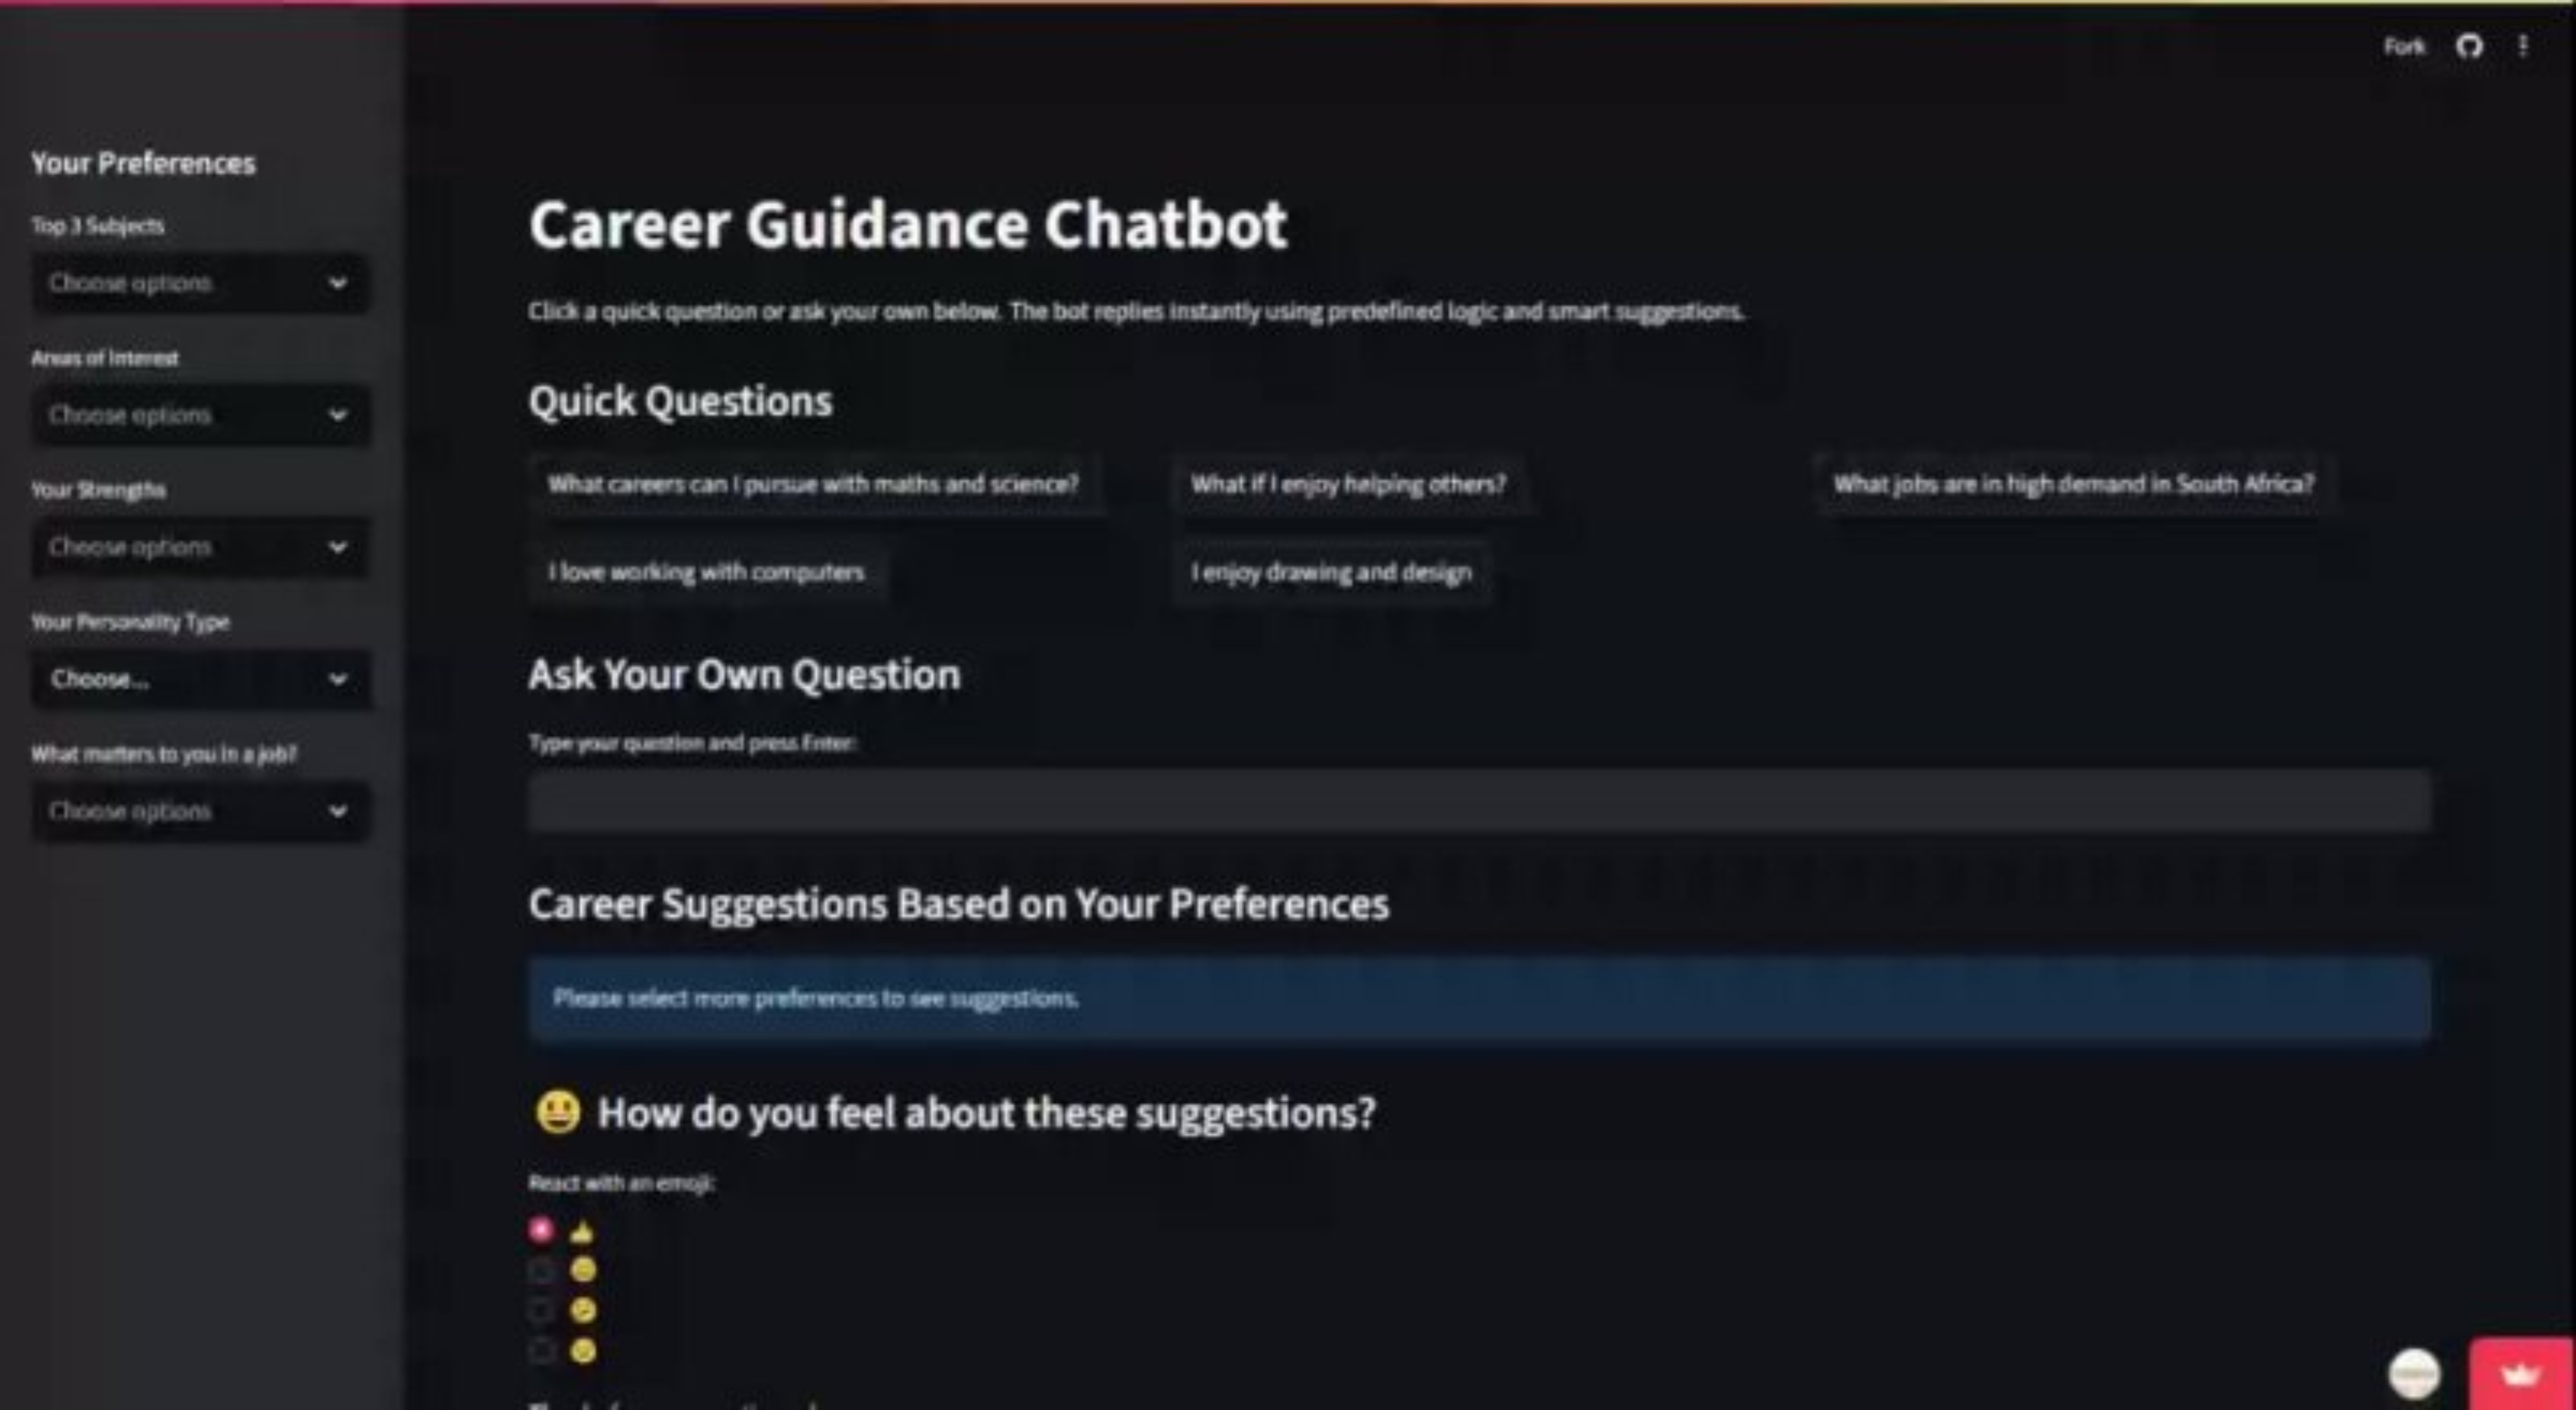 Fork
Your Preferences
Top 3 Subjects
Choose options
Areas of Interest
Choose options
Your Strengths
Choose options
Your Personality Type
Choose...
What matters to you in a job?
Choose options
Career Guidance Chatbot
Click a quick question or ask your own below. The bot replies instantly using predefined logic and smart suggestions.
Quick Questions
What careers can I pursue with maths and science?
What if I enjoy helping others?
What jobs are in high demand in South Africa?
I love working with computers
I enjoy drawing and design
Ask Your Own Question
Type your question and press Enter:
Career Suggestions Based on Your Preferences
Please select more preferences to see suggestions.
How do you feel about these suggestions?
React with an emoji: